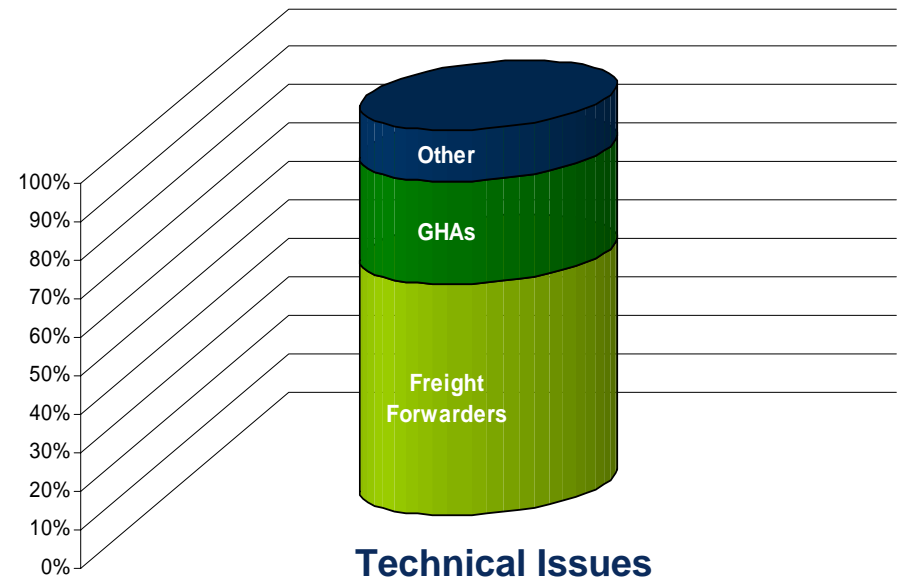 Other
100%
90%
GHAs
80%
70%
60%
50%
Freight
40%
Forwarders
30%
20%
10%
0%
Technical Issues